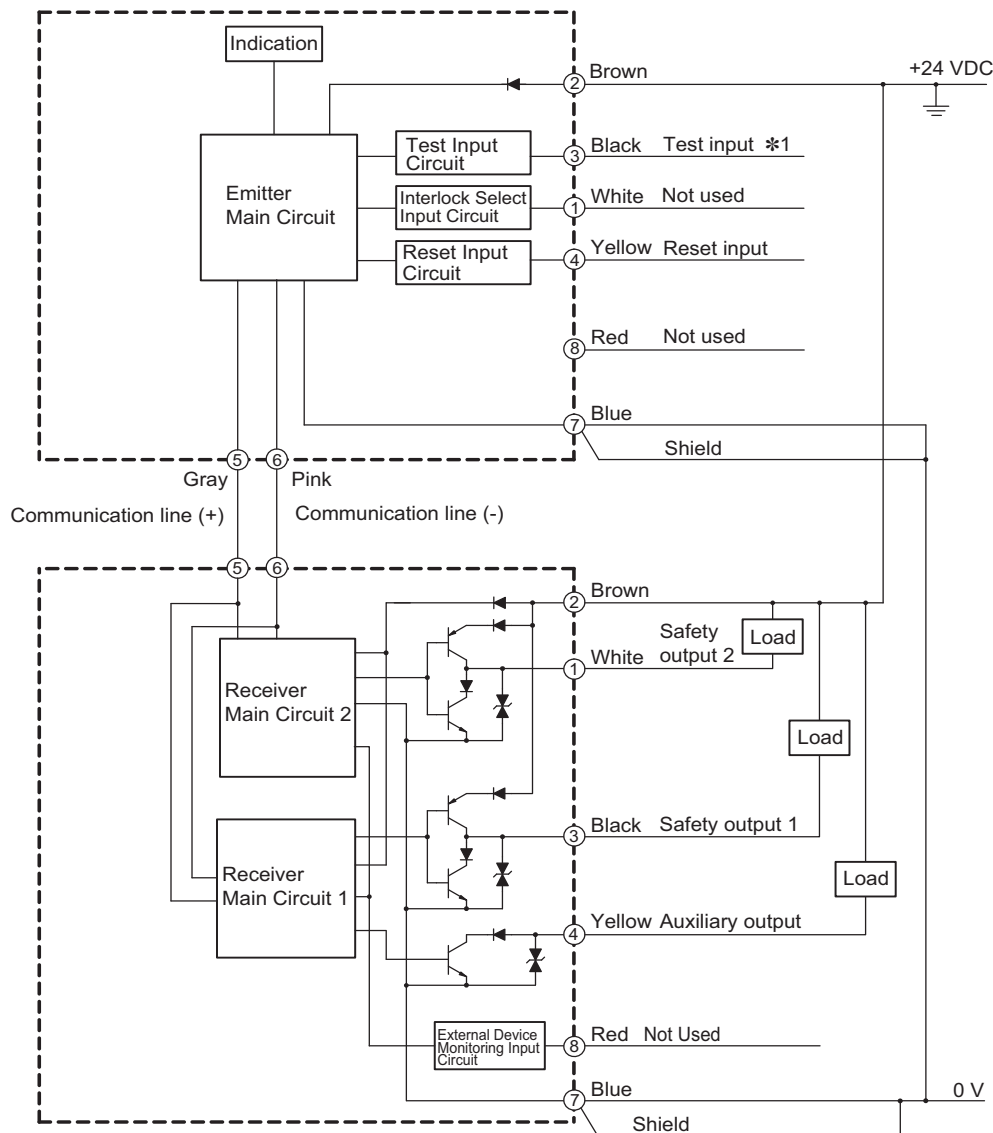 Indication
② Brown
+24 VDC
Emitter
Main Circuit
Test Input
Circuit
③ Black Test input *1
Interlock Select
Input Circuit
① White Not used
Reset Input
Circuit
④ Yellow Reset input
⑧ Red Not used
⑦ Blue
Shield
⑤ ⑥
Gray Pink
Communication line (+) Communication line (-)
⑤ ⑥
② Brown
Load
Safety
output 2
① White
Receiver
Main Circuit 2
Load
③ Black Safety output 1
Receiver
Main Circuit 1
Load
④ Yellow Auxiliary output
External Device
Monitoring Input
Circuit
⑧ Red Not Used
⑦ Blue
0 V
Shield